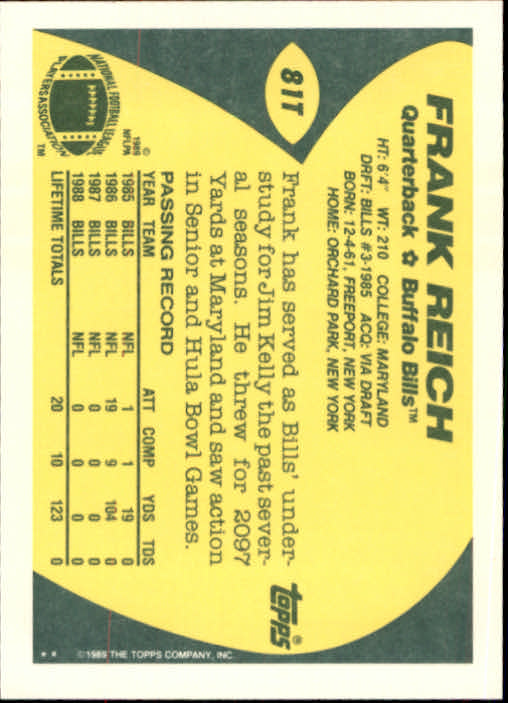 81T
FRANK REICH
Quarterback ✩ Buffalo Bills™
HT: 6'4" WT: 210 COLLEGE: MARYLAND
DRFT: BILLS #3-1985 ACQ: VIA DRAFT
BORN: 12-4-61, FREEPORT, NEW YORK
HOME: ORCHARD PARK, NEW YORK
Frank has served as Bills' under-
study for Jim Kelly the past sever-
al seasons. He threw for 2097
Yards at Maryland and saw action
in Senior and Hula Bowl Games.
topps®
NATIONAL FOOTBALL LEAGUE
PLAYERS ASSOCIATION
™
©
1989
NFLPA
PASSING RECORD
YEAR TEAM ATT COMP YDS TDS
1985 BILLS NFL 1 1 19 0
1986 BILLS NFL 19 9 104 0
1987 BILLS NFL 0 0 0 0
1988 BILLS NFL 0 0 0 0
LIFETIME TOTALS 20 10 123 0
©1989 THE TOPPS COMPANY, INC. **